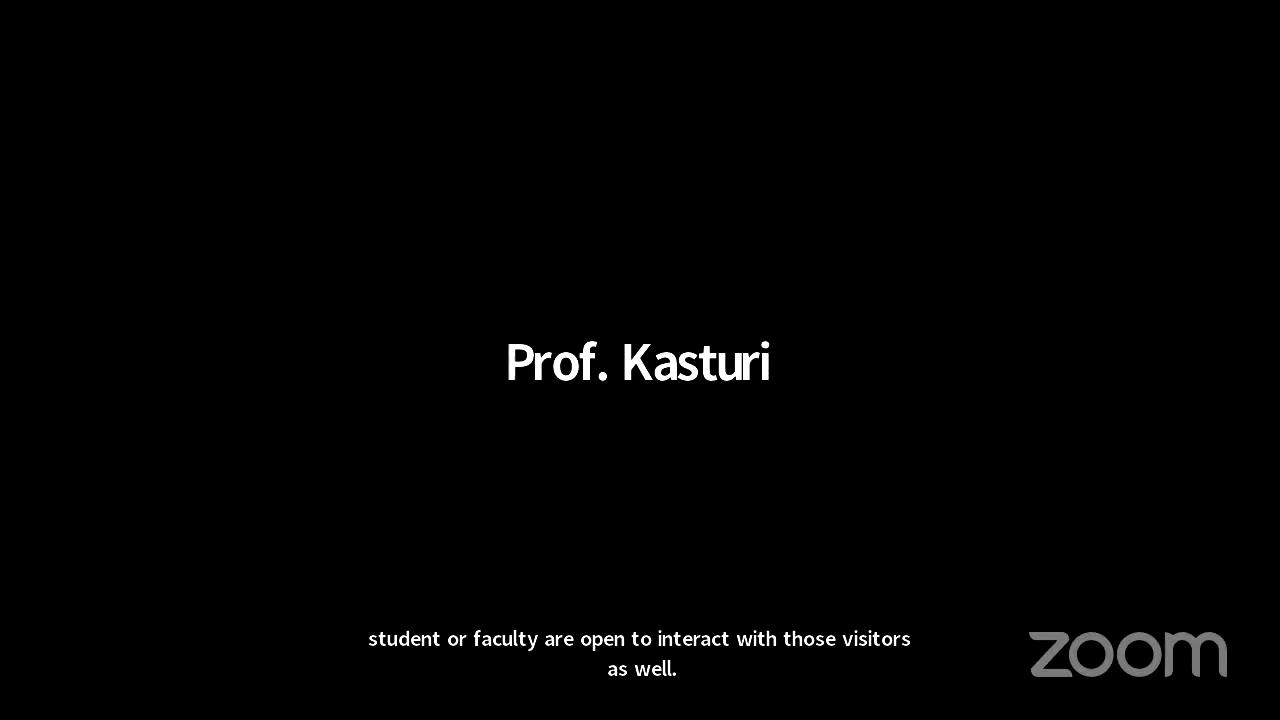 Prof. Kasturi
student or faculty are open to interact with those visitors
as well.
zoom